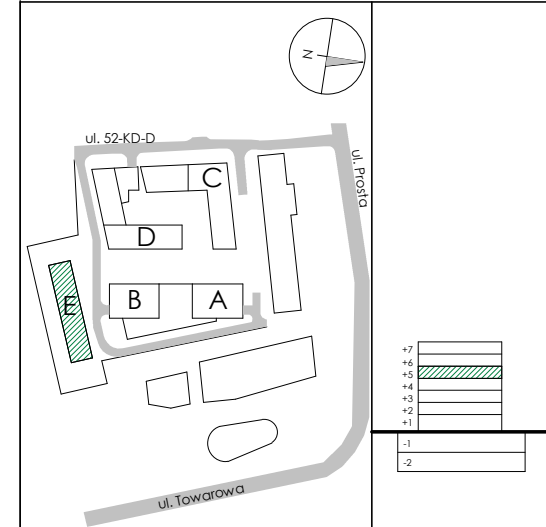 N
ul. 52-KD-D
ul. Prosta
C
D
E
B
A
ul. Towarowa
+7
+6
+5
+4
+3
+2
+1
-1
-2